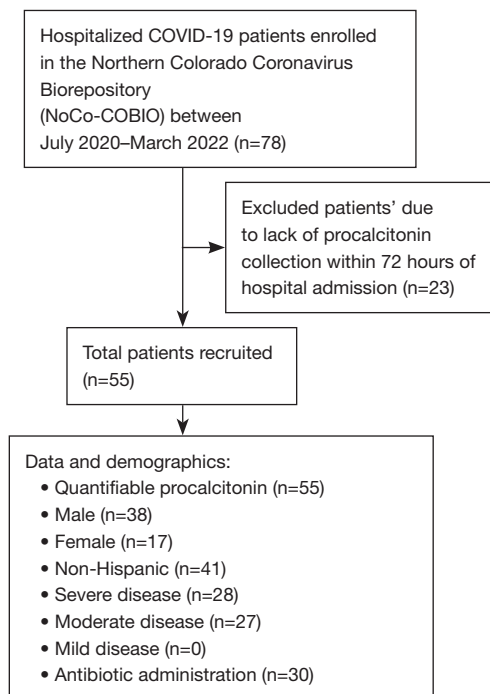 Hospitalized COVID-19 patients enrolled
in the Northern Colorado Coronavirus
Biorepository
(NoCo-COBIO) between
July 2020–March 2022 (n=78)
Excluded patients’ due
to lack of procalcitonin
collection within 72 hours of
hospital admission (n=23)
Total patients recruited
(n=55)
Data and demographics:
• Quantifiable procalcitonin (n=55)
• Male (n=38)
• Female (n=17)
• Non-Hispanic (n=41)
• Severe disease (n=28)
• Moderate disease (n=27)
• Mild disease (n=0)
• Antibiotic administration (n=30)